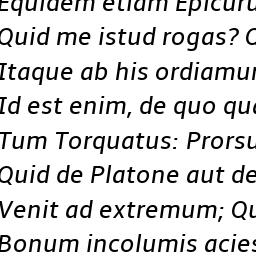 Equidem etiam Epicuru
Quid me istud rogas?
Itaque ab his ordiamur
Id est enim, de quo qua
Tum Torquatus: Prorsu
Quid de Platone aut de
Venit ad extremum; Qu
Bonum incolumis acies